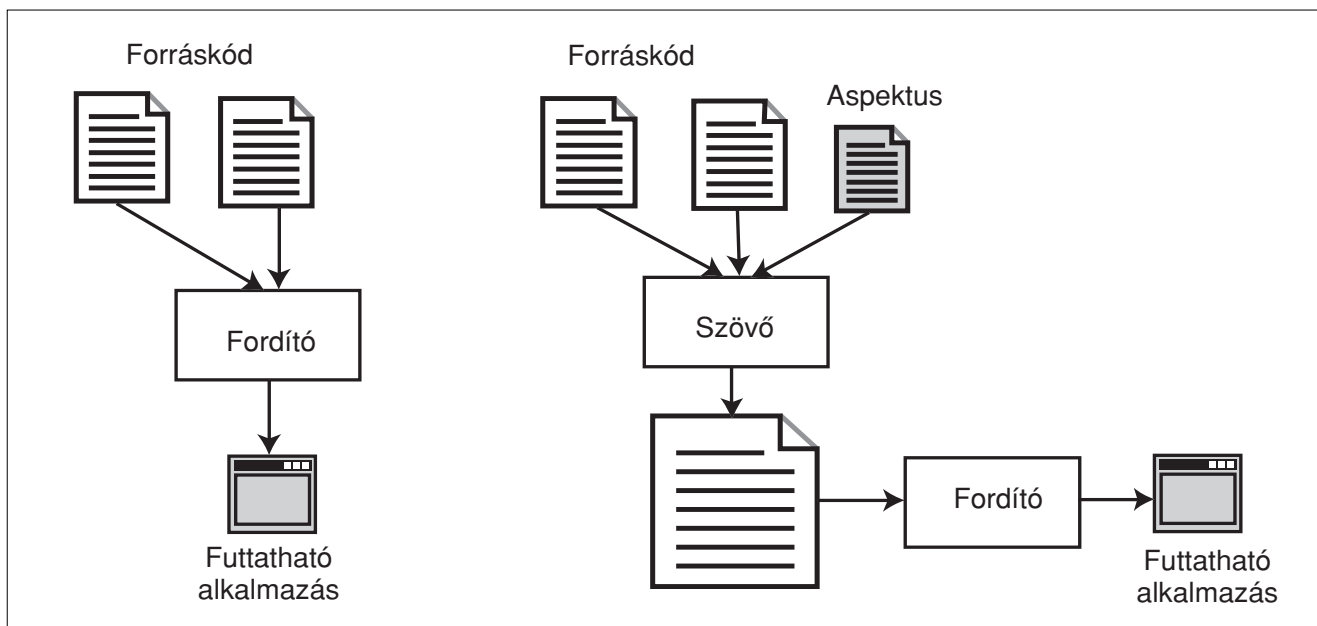 Forráskód
Fordító
Futtatható
alkalmazás
Forráskód
Aspektus
Szövő
Fordító
Futtatható
alkalmazás